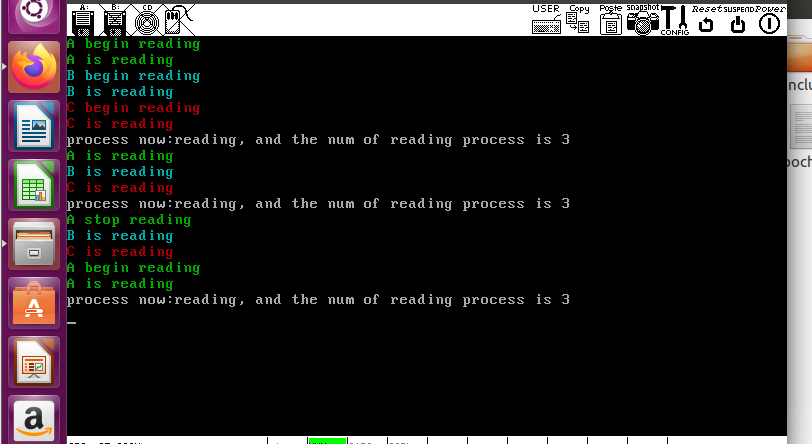 A: B: CD USER Copy Paste Snapshot CONFIG Reset SUSPEND Power
A begin reading
A is reading
B begin reading
B is reading
C begin reading
C is reading
process now:reading, and the num of reading process is 3
A is reading
B is reading
C is reading
process now:reading, and the num of reading process is 3
A stop reading
B is reading
C is reading
A begin reading
A is reading
process now:reading, and the num of reading process is 3
nclu
poch
a